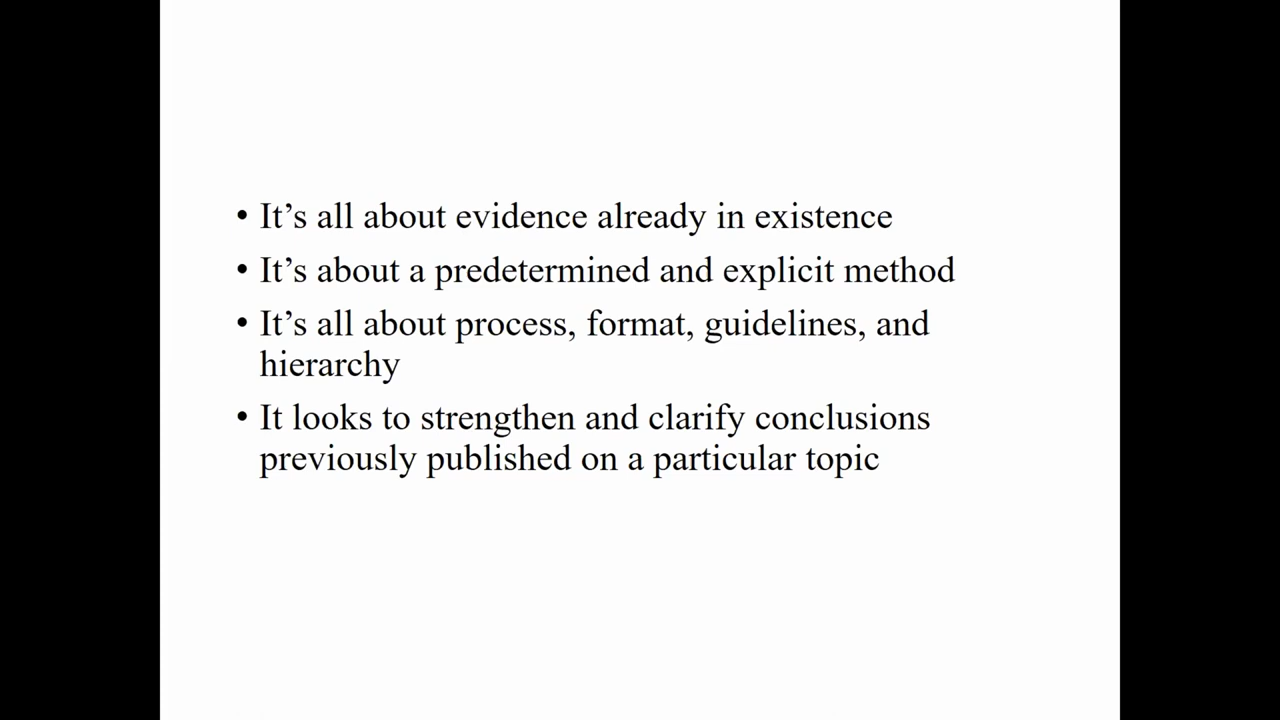 • It’s all about evidence already in existence
• It’s about a predetermined and explicit method
• It’s all about process, format, guidelines, and
hierarchy
• It looks to strengthen and clarify conclusions
previously published on a particular topic